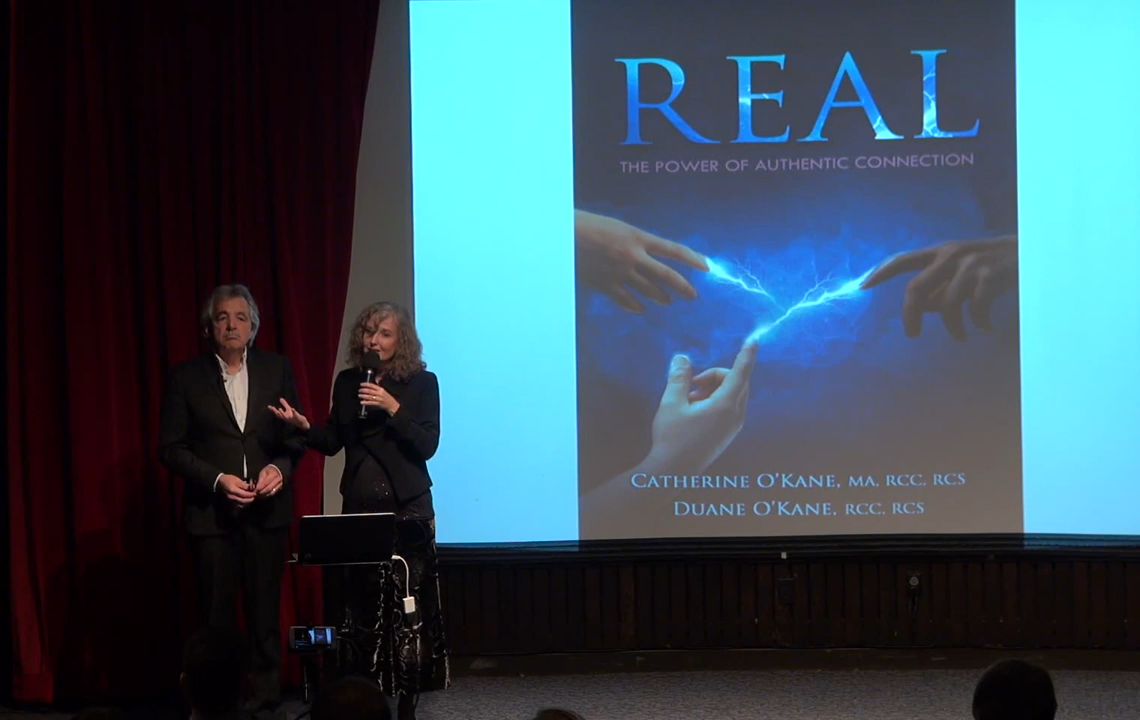 REAL
THE POWER OF AUTHENTIC CONNECTION
CATHERINE O'KANE, MA, RCC, RCS
DUANE O'KANE, RCC, RCS